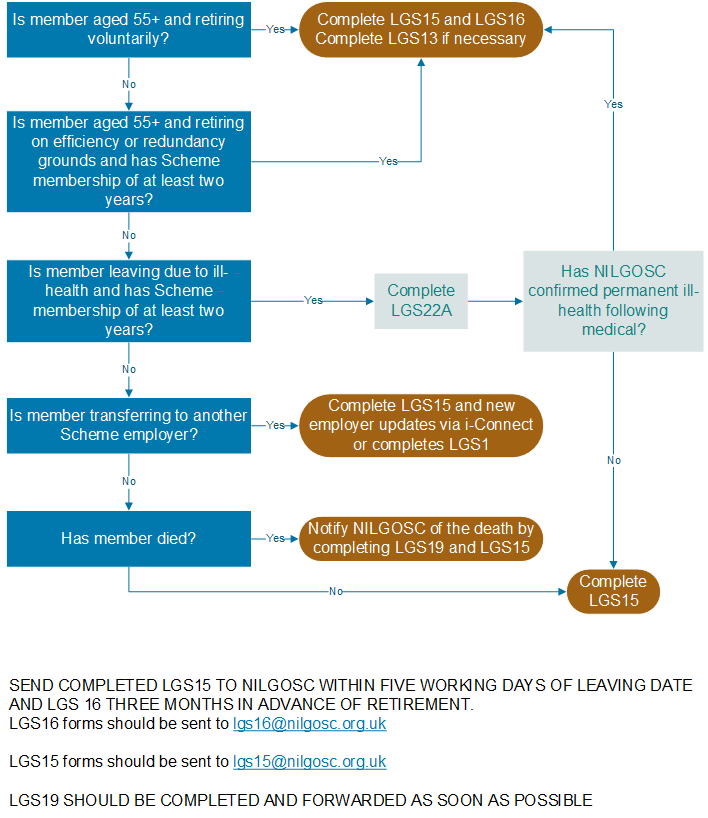 Is member aged 55+ and retiring
voluntarily?
Yes
Complete LGS15 and LGS16
Complete LGS13 if necessary
No
Yes
Is member aged 55+ and retiring
on efficiency or redundancy
grounds and has Scheme
membership of at least two
years?
Yes
No
Is member leaving due to ill-
health and has Scheme
membership of at least two
years?
Yes
Complete
LGS22A
Has NILGOSC
confirmed permanent ill-
health following
medical?
No
Is member transferring to another
Scheme employer?
Yes
Complete LGS15 and new
employer updates via i-Connect
or completes LGS1
No
No
Has member died?
Yes
Notify NILGOSC of the death by
completing LGS19 and LGS15
No
Complete
LGS15
SEND COMPLETED LGS15 TO NILGOSC WITHIN FIVE WORKING DAYS OF LEAVING DATE
AND LGS 16 THREE MONTHS IN ADVANCE OF RETIREMENT.
LGS16 forms should be sent to lgs16@nilgosc.org.uk
LGS15 forms should be sent to lgs15@nilgosc.org.uk
LGS19 SHOULD BE COMPLETED AND FORWARDED AS SOON AS POSSIBLE